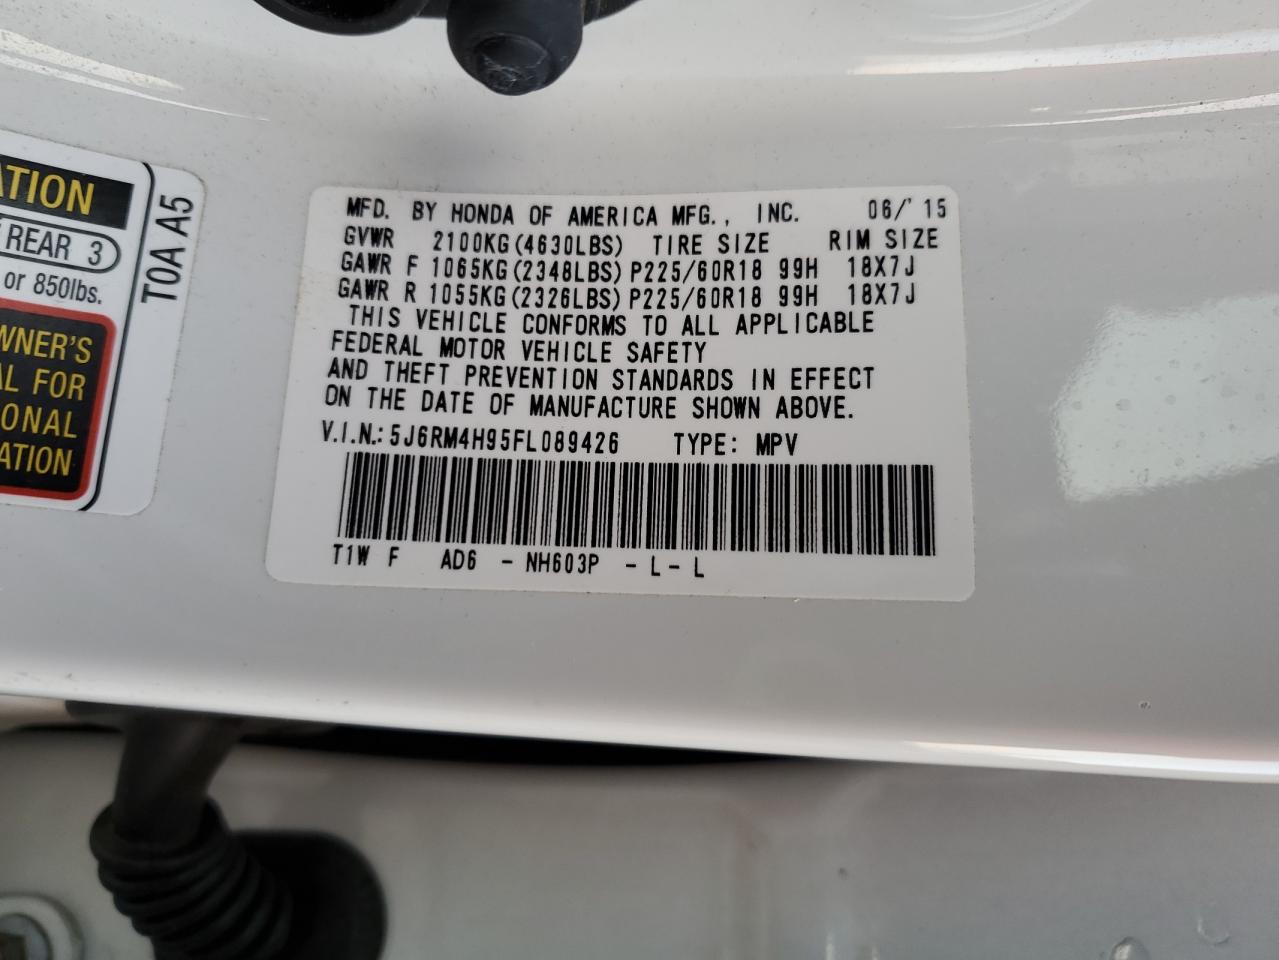 ATION
REAR 3
or 850lbs.
WNER'S
AL FOR
IONAL
ATION
T0A A5
MFD. BY HONDA OF AMERICA MFG., INC. 06/'15
GVWR 2100KG(4630LBS) TIRE SIZE RIM SIZE
GAWR F 1065KG(2348LBS) P225/60R18 99H 18X7J
GAWR R 1055KG(2326LBS) P225/60R18 99H 18X7J
THIS VEHICLE CONFORMS TO ALL APPLICABLE
FEDERAL MOTOR VEHICLE SAFETY
AND THEFT PREVENTION STANDARDS IN EFFECT
ON THE DATE OF MANUFACTURE SHOWN ABOVE.
V.I.N.: 5J6RM4H95FL089426 TYPE: MPV
T1W F AD6 - NH603P - L - L